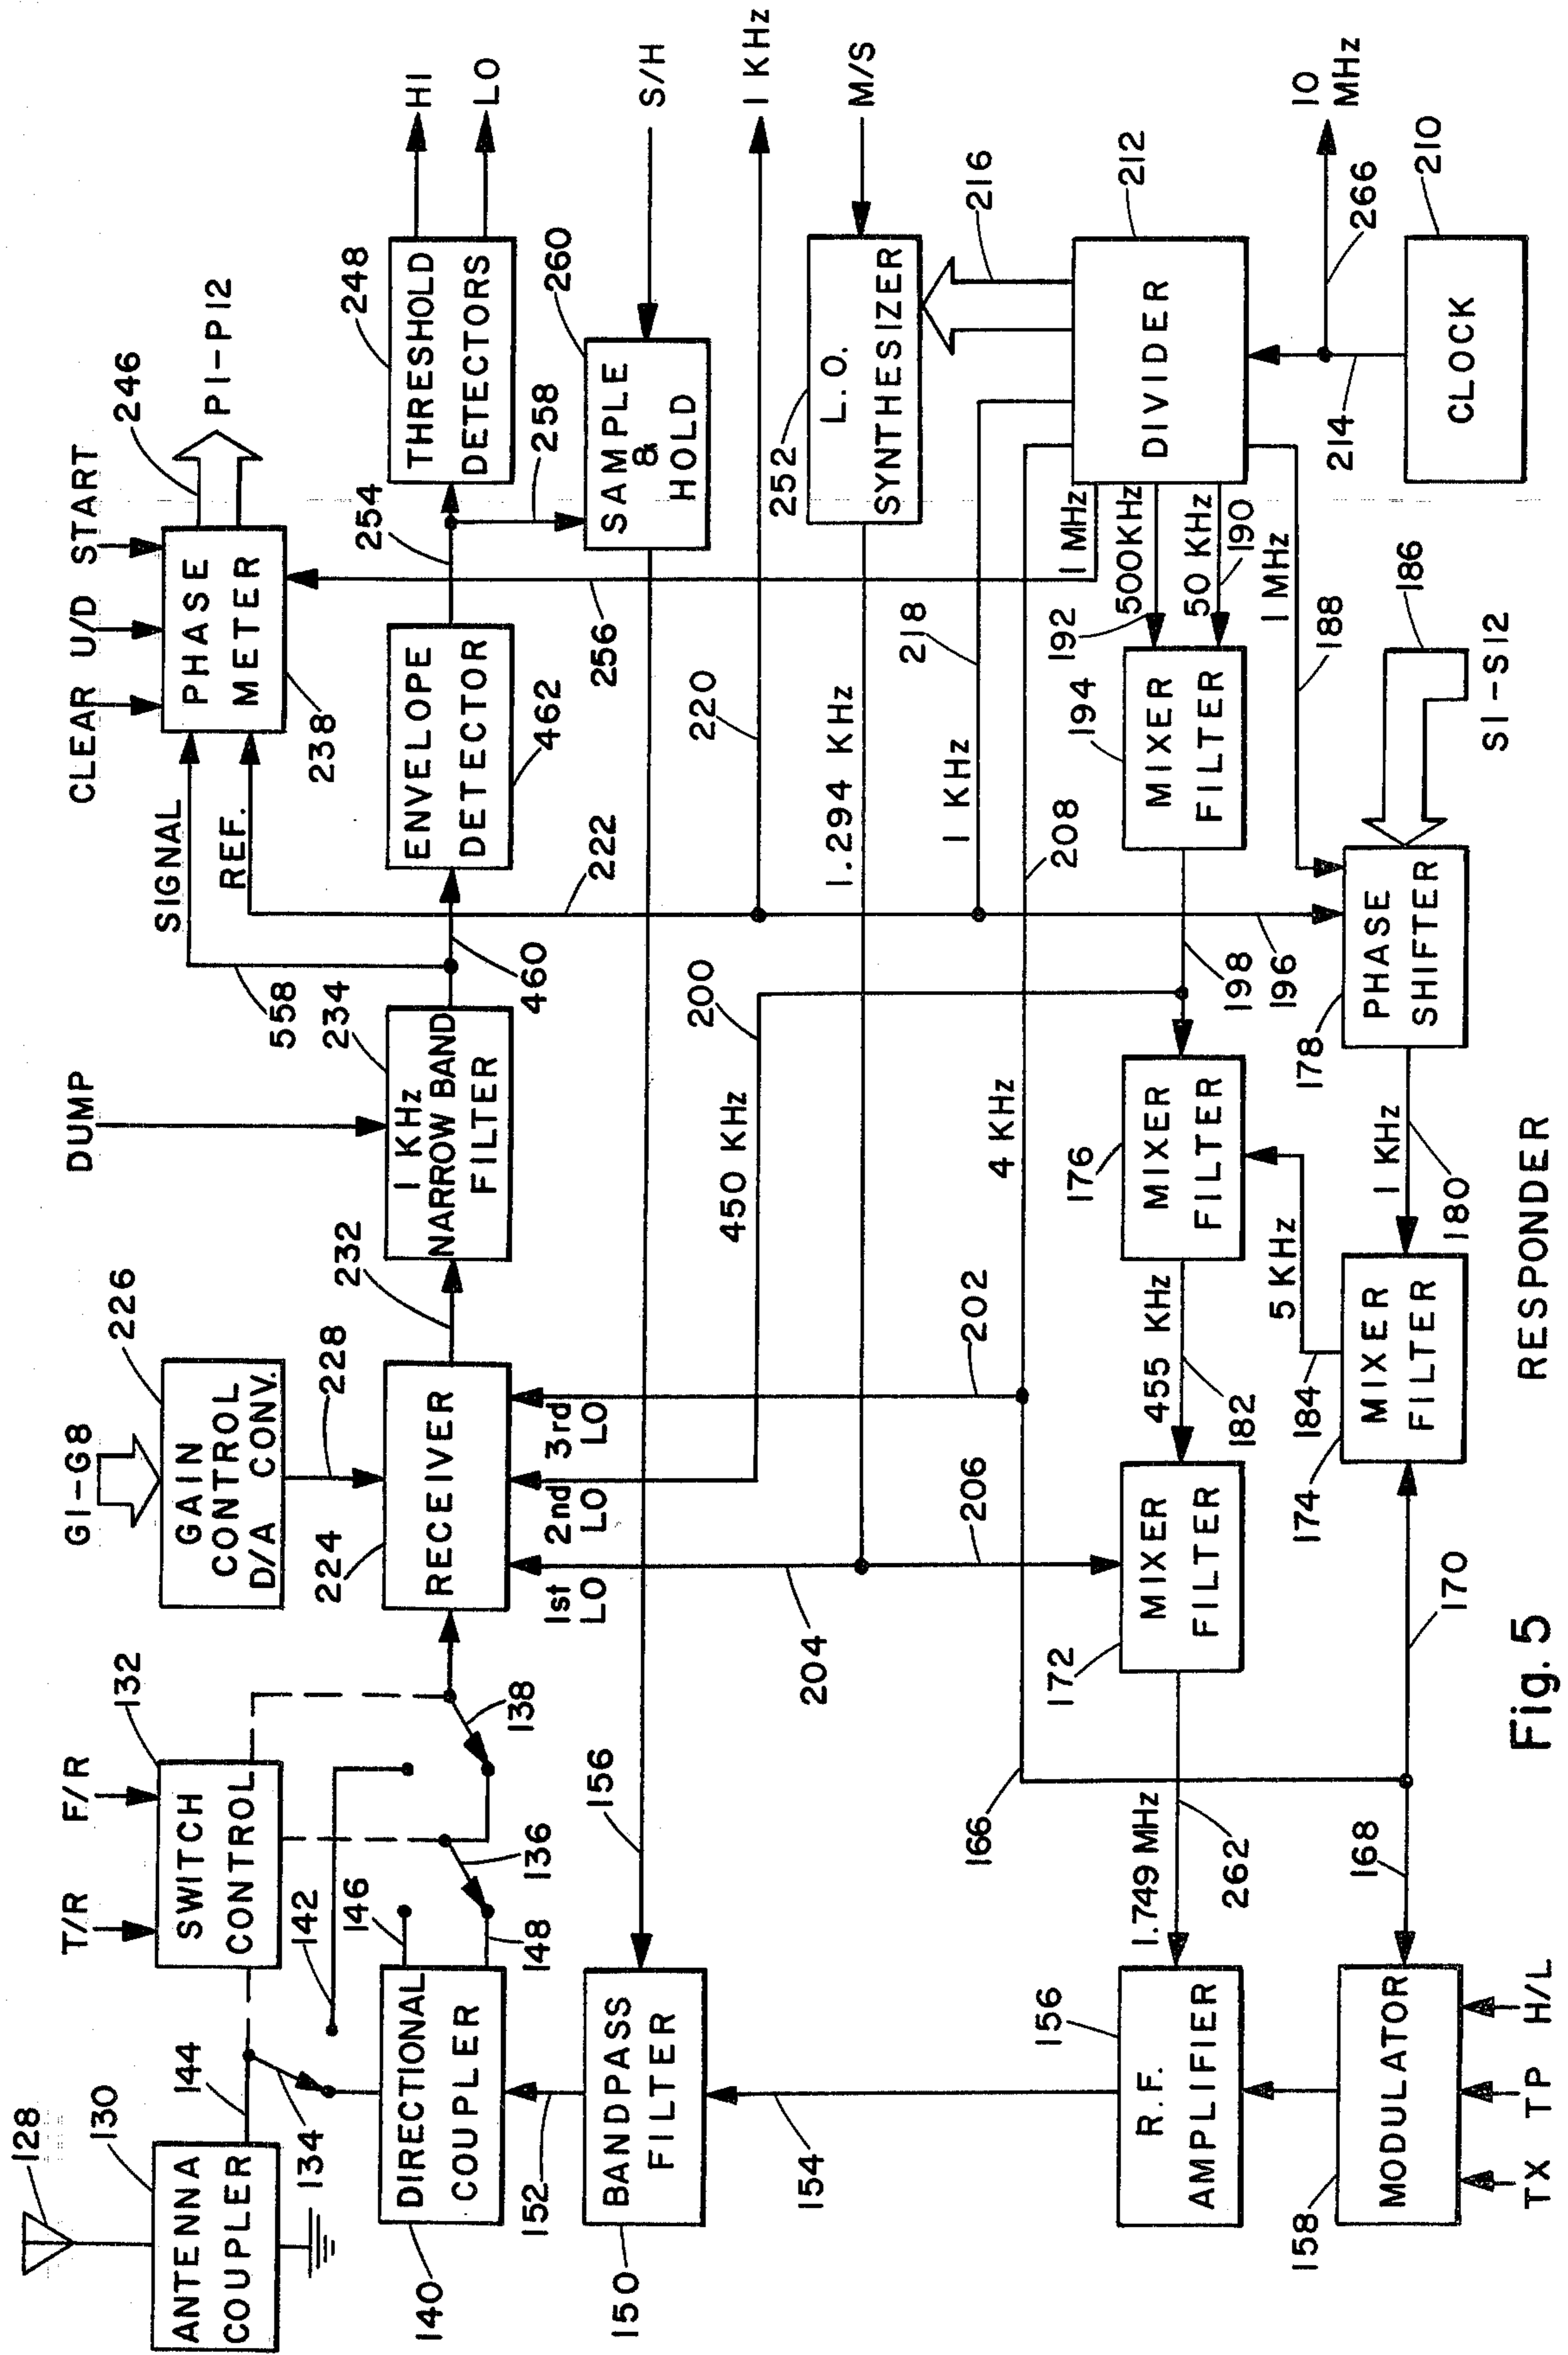 128
130
ANTENNA
COUPLER
144
134
T/R
F/R
132
SWITCH
CONTROL
142
146
148
136
138
140
DIRECTIONAL
COUPLER
152
150
BANDPASS
FILTER
156
154
G1-G8
226
GAIN
CONTROL
D/A CONV.
228
224
RECEIVER
1st
LO
2nd
LO
3rd
LO
232
DUMP
234
1 KHz
NARROW BAND
FILTER
558
460
SIGNAL
REF.
CLEAR
U/D
START
PHASE
METER
238
246
P1-P12
ENVELOPE
DETECTOR
462
254
248
THRESHOLD
DETECTORS
HI
LO
258
260
SAMPLE
&
HOLD
S/H
256
222
220
1 KHz
204
206
1.294 KHz
252
L.O.
SYNTHESIZER
M/S
200
450 KHz
202
4 KHz
208
218
1 KHz
216
212
DIVIDER
1 MHz
500KHz
192
50 KHz
190
1 MHz
188
194
MIXER
FILTER
198
196
176
MIXER
FILTER
455 KHz
182
172
MIXER
FILTER
1.749 MHz
262
166
156
R.F.
AMPLIFIER
158
MODULATOR
TX
TP
H/L
168
170
174
MIXER
FILTER
184
5 KHz
1 KHz
180
178
PHASE
SHIFTER
186
S1-S12
214
266
10
MHz
210
CLOCK
Fig. 5
RESPONDER